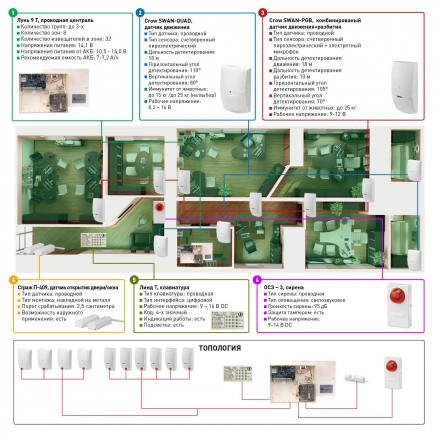 1
Лунь 9 Т, проводная централь
Количество групп: до 3-х
Количество зон: 8
Количество извещателей в зоне: 32
Напряжение питания: 14,1 В
Напряжение питания от АКБ: 10,5 – 14,0 В
Рекомендуемая емкость АКБ: 7-7,2 А/ч
2
Crow SWAN-QUAD,
датчик движения
Тип датчика: проводной
Тип сенсора: счетверенный
пироэлектрический
Дальность детектирования:
18 м
Горизонтальный угол
детектирования: 110°
Вертикальный угол
детектирования: 80°
Иммунитет от животных:
до 15 кг (до 25 кг на выбор)
Рабочее напряжение:
8,2 – 16 В
3
Crow SWAN-PGB, комбинированный
датчик движения+разбития
Тип датчика: проводной
Тип сенсора: счетверенный
пироэлектрический + электретный
микрофон
Дальность детектирования
движения: 18 м
Дальность детектирования
разбития: 10 м
Горизонтальный угол
детектирования: 105°
Вертикальный угол
детектирования: 70°
Иммунитет от животных: до 25 кг
Рабочее напряжение: 9-12 В
4
Страж П-409, датчик открытия двери/окна
Тип датчика: проводной
Тип монтажа: накладной на металл
Порог срабатывания: 2,5 сантиметра
Возможность наружного
применения: есть
5
Линд Т, клавиатура
Тип клавиатуры: проводная
Тип интерфейса: цифровой
Рабочее напряжение: 9 – 14 В DC
Код: 4-х значный
Индикация работы: есть
Подсветка: есть
6
ОСЗ – 3, сирена
Тип сирены: проводная
Тип оповещения: светозвуковое
Громкость сирены: 95 дБ
Защита тампером: есть
Рабочее напряжение:
9-14 В DC
ТОПОЛОГИЯ